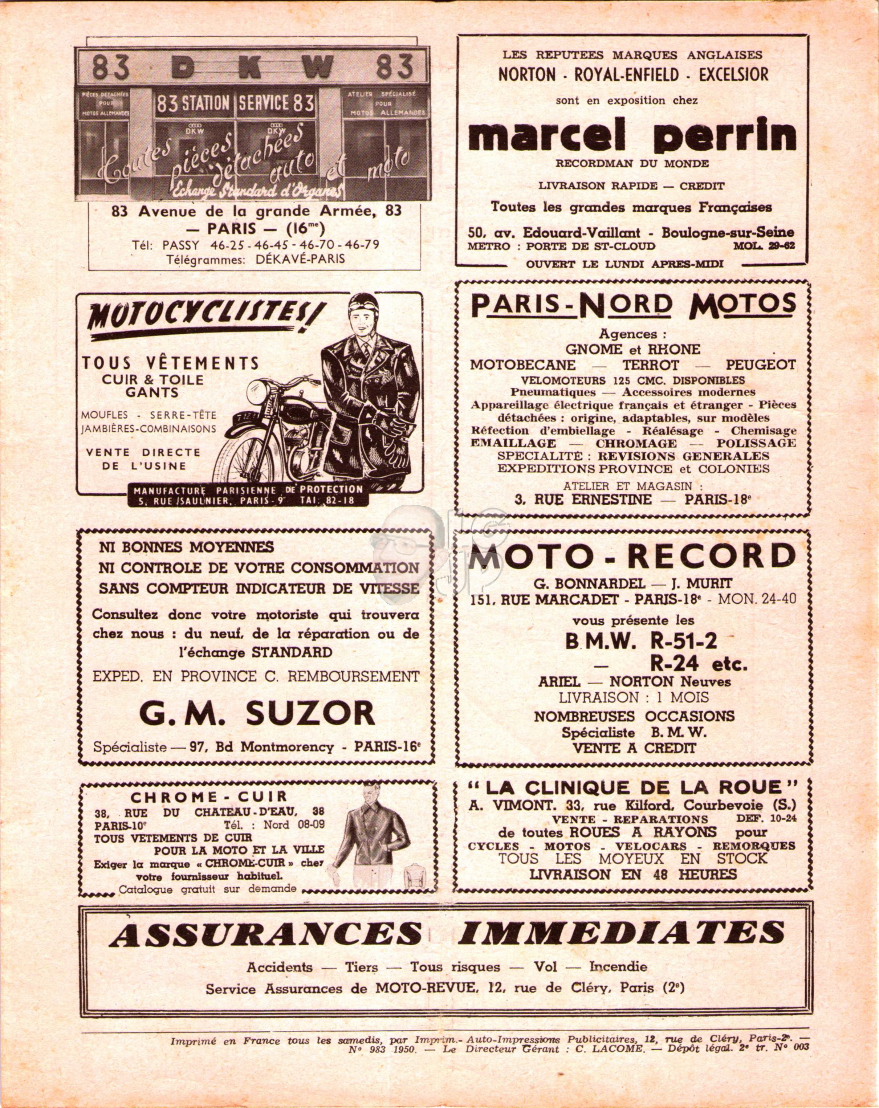 83 DKW 83
PIÈCES DÉTACHÉES
POUR
MOTOS ALLEMANDES
83 STATION SERVICE 83
ATELIER SPÉCIALISÉ
POUR
MOTOS ALLEMANDES
DKW
DKW
Toutes pièces détachées auto et moto
Echange Standard d'Organes
83 Avenue de la grande Armée, 83
— PARIS — (16me)
Tél: PASSY 46-25 - 46-45 - 46-70 - 46-79
Télégrammes: DÉKAVÉ-PARIS
LES REPUTEES MARQUES ANGLAISES
NORTON - ROYAL-ENFIELD - EXCELSIOR
sont en exposition chez
marcel perrin
RECORDMAN DU MONDE
LIVRAISON RAPIDE — CREDIT
Toutes les grandes marques Françaises
50, av. Edouard-Vaillant - Boulogne-sur-Seine
METRO : PORTE DE ST-CLOUD MOL. 29-62
OUVERT LE LUNDI APRES-MIDI
MOTOCYCLISTES!
TOUS VÊTEMENTS
CUIR & TOILE
GANTS
MOUFLES - SERRE-TÊTE
JAMBIÈRES-COMBINAISONS
VENTE DIRECTE
DE L'USINE
MANUFACTURE PARISIENNE DE PROTECTION
5, RUE SAULNIER, PARIS-9e TAI. 82-18
PARIS-NORD MOTOS
Agences :
GNOME et RHONE
MOTOBECANE — TERROT — PEUGEOT
VELOMOTEURS 125 CMC. DISPONIBLES
Pneumatiques — Accessoires modernes
Appareillage électrique français et étranger - Pièces
détachées : origine, adaptables, sur modèles
Réfection d'embiellage - Réalésage - Chemisage
EMAILLAGE — CHROMAGE — POLISSAGE
SPECIALITÉ : REVISIONS GENERALES
EXPEDITIONS PROVINCE et COLONIES
ATELIER ET MAGASIN :
3, RUE ERNESTINE — PARIS-18e
NI BONNES MOYENNES
NI CONTROLE DE VOTRE CONSOMMATION
SANS COMPTEUR INDICATEUR DE VITESSE
Consultez donc votre motoriste qui trouvera
chez nous : du neuf, de la réparation ou de
l'échange STANDARD
EXPED. EN PROVINCE C. REMBOURSEMENT
G.M. SUZOR
Spécialiste — 97, Bd Montmorency - PARIS-16e
MOTO-RECORD
G. BONNARDEL — J. MURIT
151, RUE MARCADET - PARIS-18e - MON. 24-40
vous présente les
B.M.W. R-51-2
— R-24 etc.
ARIEL — NORTON Neuves
LIVRAISON : 1 MOIS
NOMBREUSES OCCASIONS
Spécialiste B.M.W.
VENTE A CREDIT
CHROME-CUIR
38, RUE DU CHATEAU-D'EAU, 38
PARIS-10e Tél. : Nord 08-09
TOUS VETEMENTS DE CUIR
POUR LA MOTO ET LA VILLE
Exiger la marque « CHROME-CUIR » chez
votre fournisseur habituel.
Catalogue gratuit sur demande
" LA CLINIQUE DE LA ROUE "
A. VIMONT. 33, rue Kilford, Courbevoie (S.)
VENTE - REPARATIONS DEF. 10-24
de toutes ROUES A RAYONS pour
CYCLES - MOTOS - VELOCARS - REMORQUES
TOUS LES MOYEUX EN STOCK
LIVRAISON EN 48 HEURES
ASSURANCES IMMEDIATES
Accidents — Tiers — Tous risques — Vol — Incendie
Service Assurances de MOTO-REVUE, 12, rue de Cléry, Paris (2e)
Imprimé en France tous les samedis, par Imprim.- Auto-Impressions Publicitaires, 12, rue de Cléry, Paris-2e. —
N° 983 1950. — Le Directeur Gérant : C. LACOME. — Dépôt légal. 2e tr. N° 003